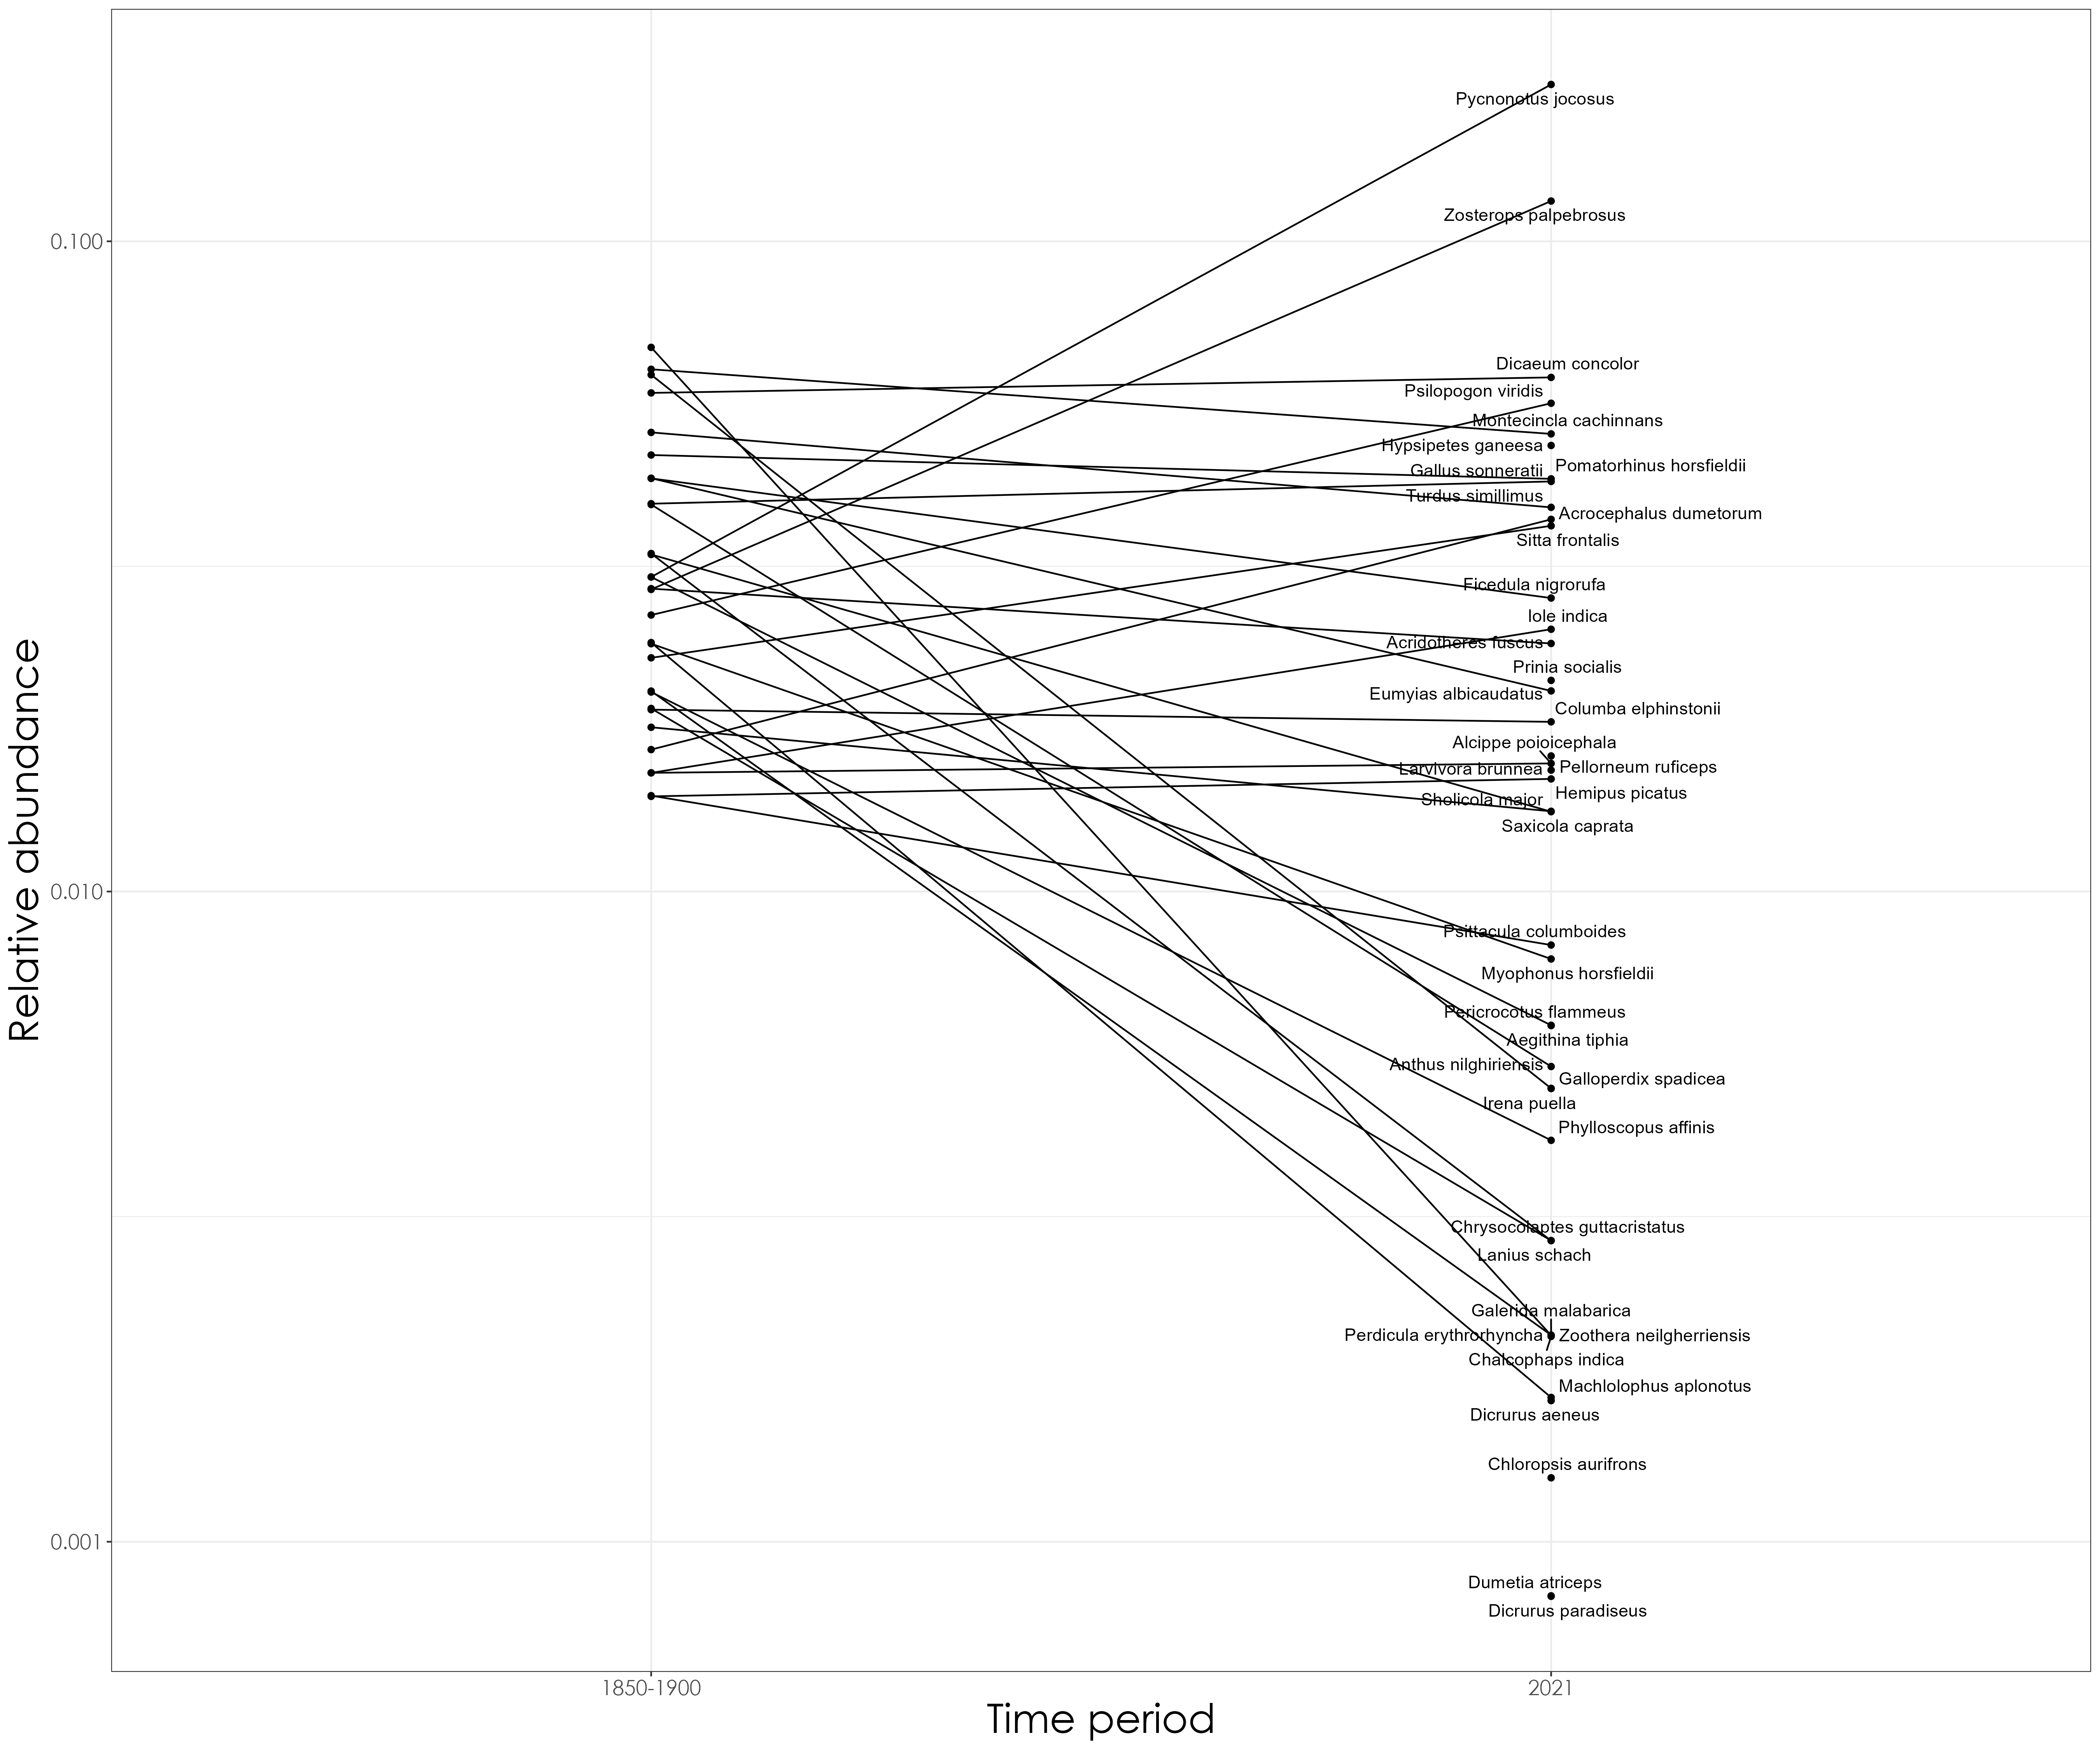 Relative abundance
0.100
0.010
0.001
Pycnonotus jocosus
Zosterops palpebrosus
Dicaeum concolor
Psilopogon viridis
Montecincla cachinnans
Hypsipetes ganeesa
Pomatorhinus horsfieldii
Gallus sonneratii
Turdus simillimus
Acrocephalus dumetorum
Sitta frontalis
Ficedula nigrorufa
Iole indica
Acridotheres fuscus
Prinia socialis
Eumyias albicaudatus
Columba elphinstonii
Alcippe poioicephala
Larvivora brunnea
Pellorneum ruficeps
Hemipus picatus
Sholicola major
Saxicola caprata
Psittacula columboides
Myophonus horsfieldii
Pericrocotus flammeus
Aegithina tiphia
Anthus nilghiriensis
Galloperdix spadicea
Irena puella
Phylloscopus affinis
Chrysocolaptes guttacristatus
Lanius schach
Galerida malabarica
Perdicula erythrorhyncha
Zoothera neilgherriensis
Chalcophaps indica
Machlolophus aplonotus
Dicrurus aeneus
Chloropsis aurifrons
Dumetia atriceps
Dicrurus paradiseus
1850-1900
2021
Time period